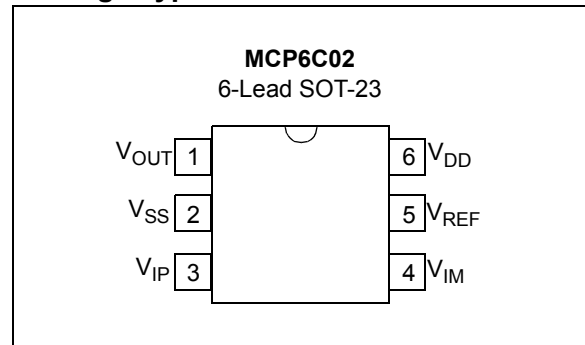 MCP6C02
6-Lead SOT-23
VOUT 1 6 VDD
VSS 2 5 VREF
VIP 3 4 VIM